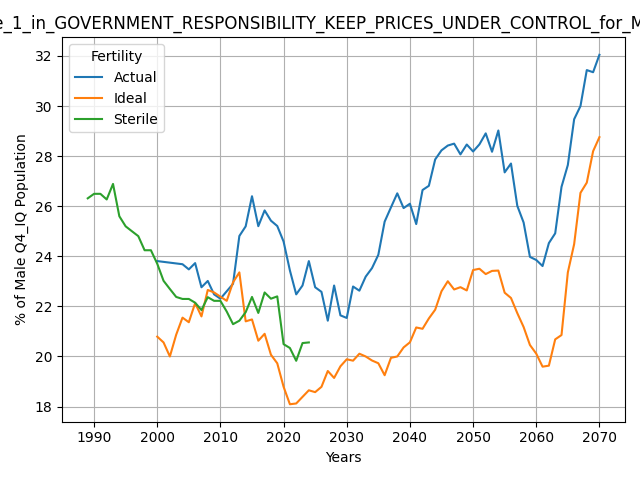 e_1_in_GOVERNMENT_RESPONSIBILITY_KEEP_PRICES_UNDER_CONTROL_for_M
Fertility
Actual
Ideal
Sterile
% of Male Q4_IQ Population
32
30
28
26
24
22
20
18
1990 2000 2010 2020 2030 2040 2050 2060 2070
Years